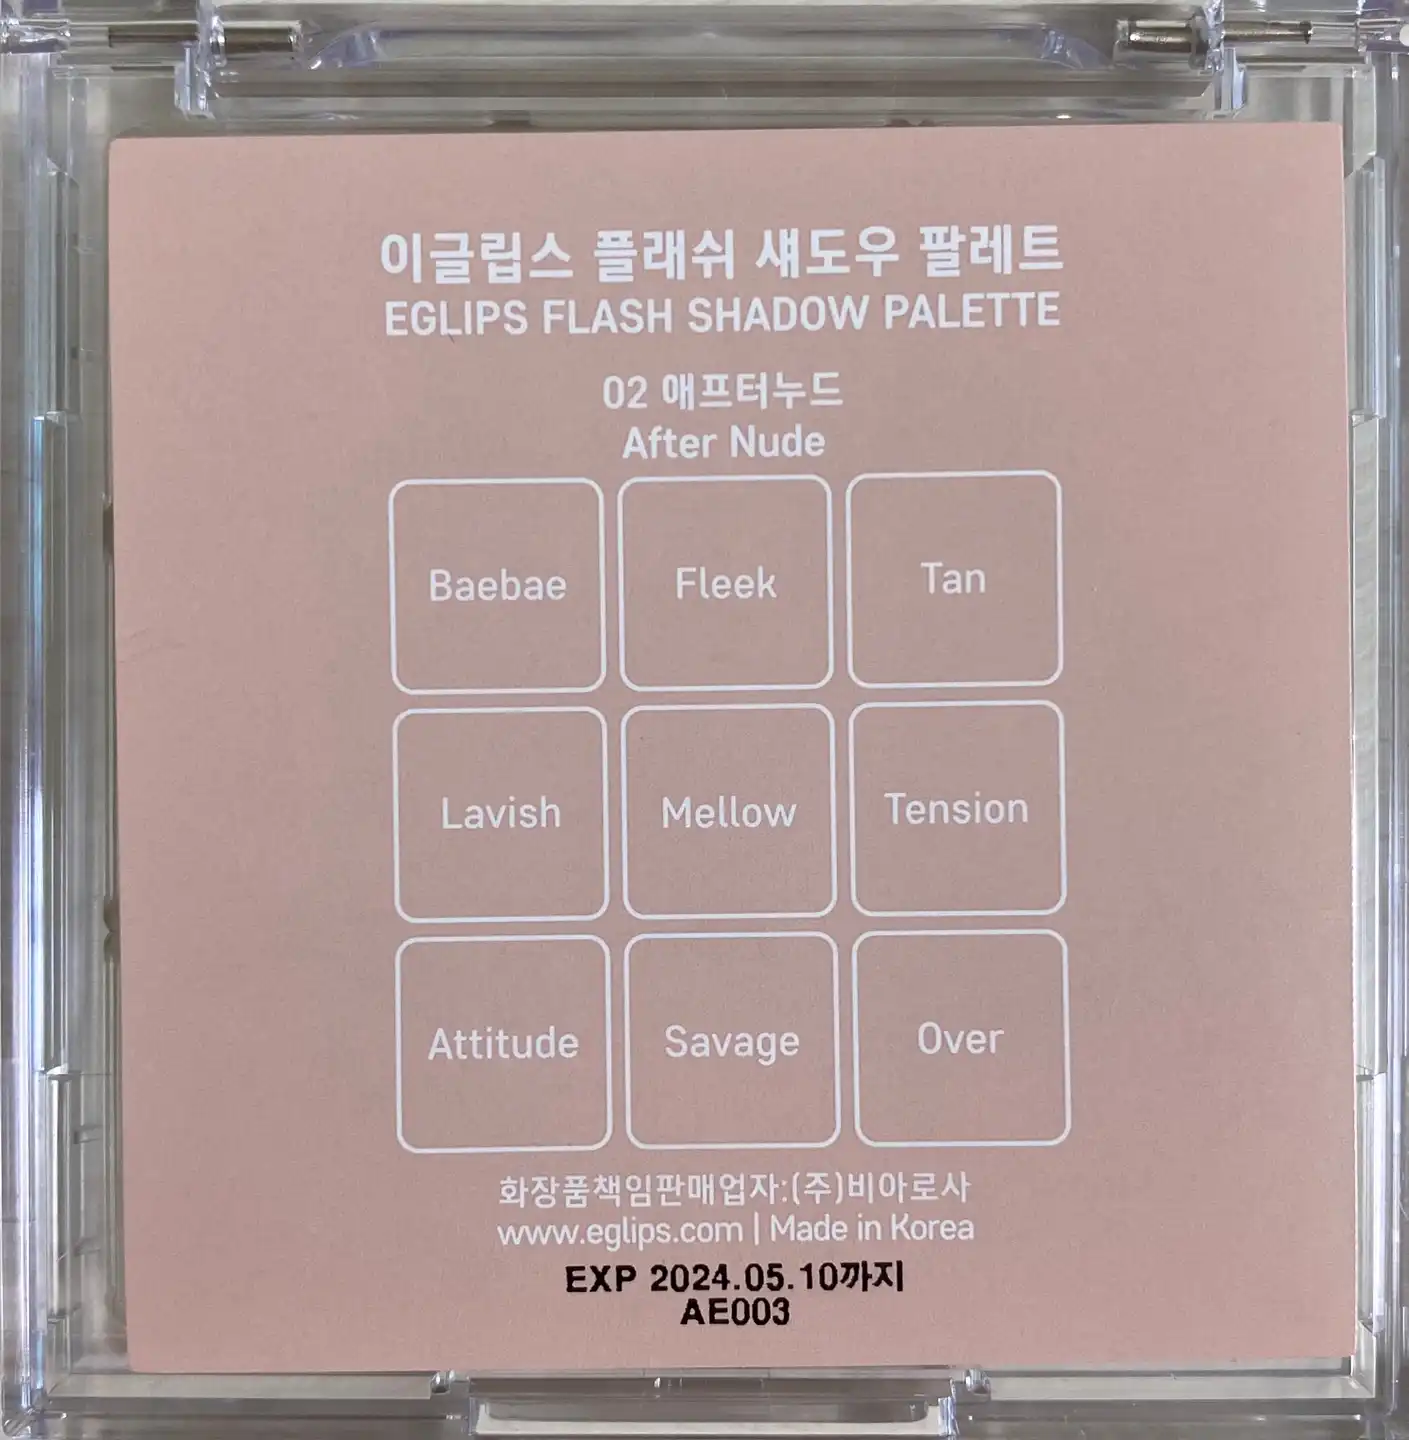 이글립스 플래쉬 섀도우 팔레트
EGLIPS FLASH SHADOW PALETTE
02 애프터누드
After Nude
Baebae Fleek Tan
Lavish Mellow Tension
Attitude Savage Over
화장품책임판매업자:(주)비아로사
www.eglips.com | Made in Korea
EXP 2024.05.10까지
AE003